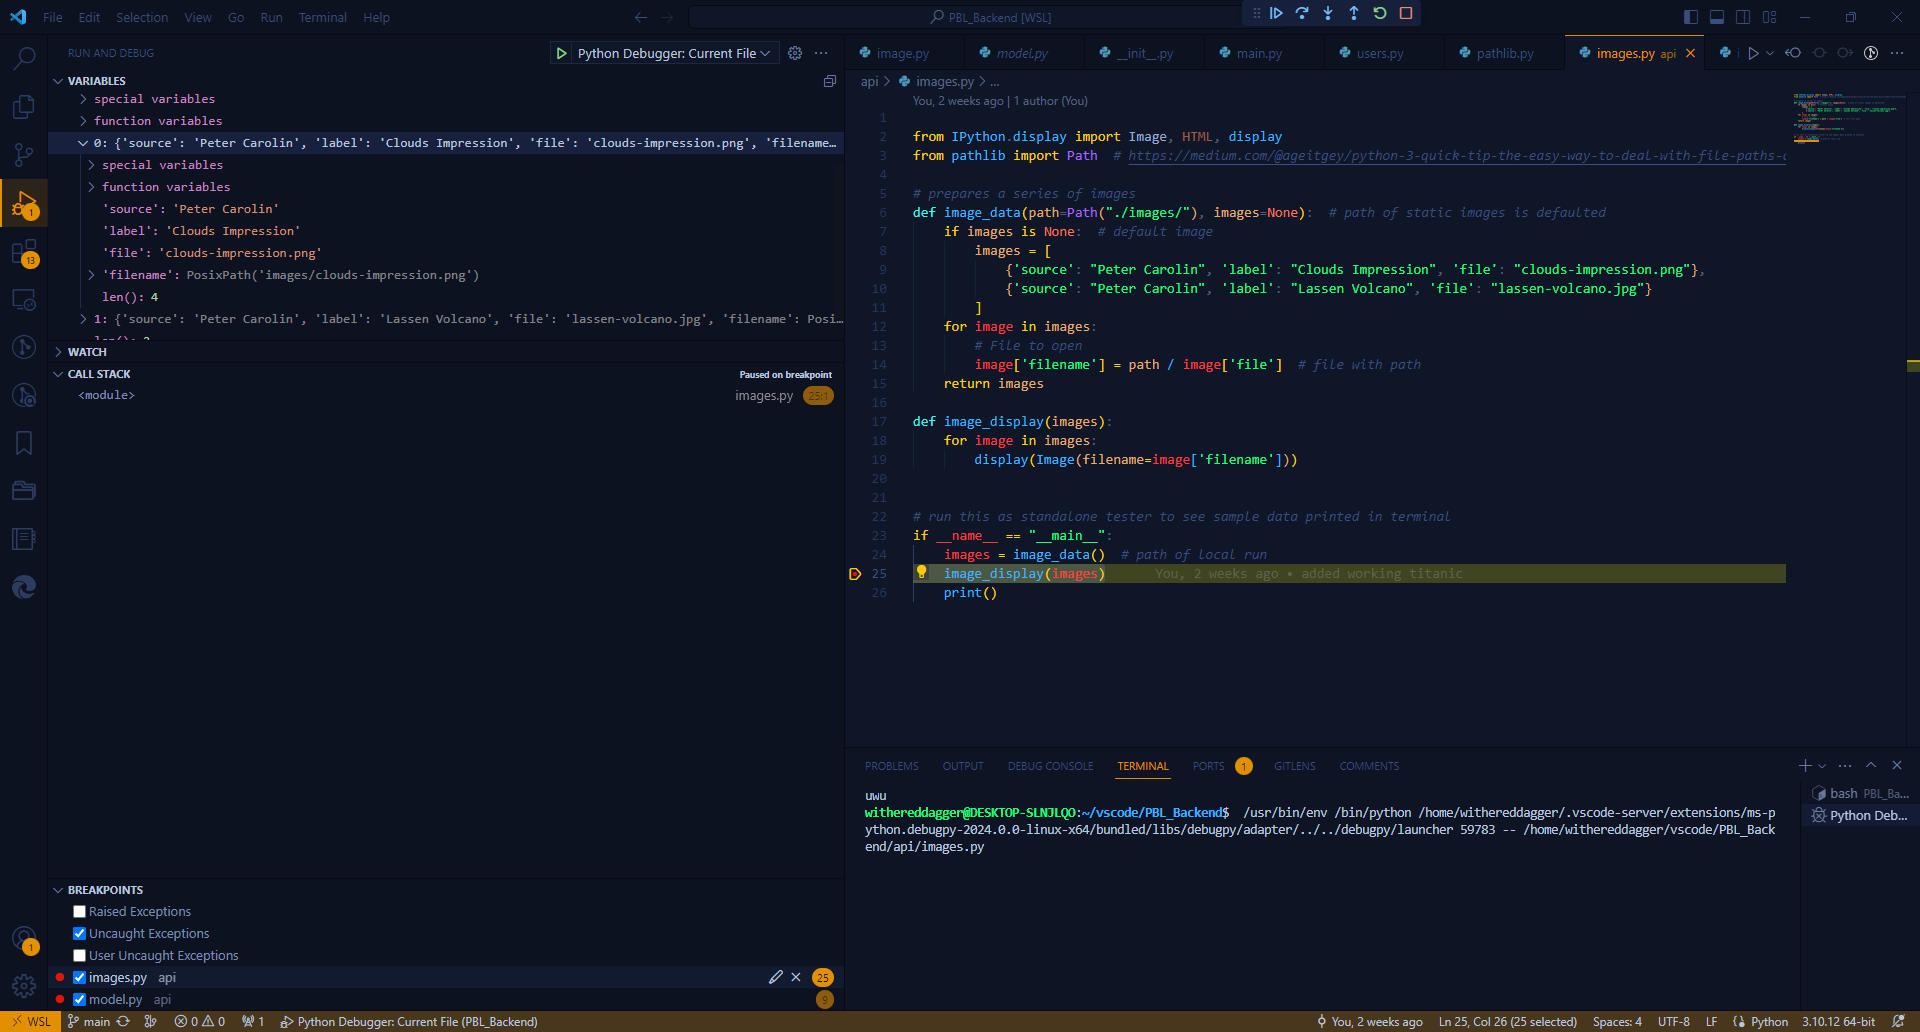 File Edit Selection View Go Run Terminal Help
PBL_Backend [WSL]
RUN AND DEBUG
Python Debugger: Current File
VARIABLES
special variables
function variables
0: {'source': 'Peter Carolin', 'label': 'Clouds Impression', 'file': 'clouds-impression.png', 'filename…
special variables
function variables
'source': 'Peter Carolin'
'label': 'Clouds Impression'
'file': 'clouds-impression.png'
'filename': PosixPath('images/clouds-impression.png')
len(): 4
1: {'source': 'Peter Carolin', 'label': 'Lassen Volcano', 'file': 'lassen-volcano.jpg', 'filename': Posi…
WATCH
CALL STACK
Paused on breakpoint
<module>
images.py 25:1
BREAKPOINTS
Raised Exceptions
Uncaught Exceptions
User Uncaught Exceptions
images.py api 25
model.py api 9
1
13
1
image.py model.py __init__.py main.py users.py pathlib.py images.py api
api > images.py > ...
You, 2 weeks ago | 1 author (You)
1
2 from IPython.display import Image, HTML, display
3 from pathlib import Path # https://medium.com/@ageitgey/python-3-quick-tip-the-easy-way-to-deal-with-file-paths-
4
5 # prepares a series of images
6 def image_data(path=Path("./images/"), images=None): # path of static images is defaulted
7 if images is None: # default image
8 images = [
9 {'source': "Peter Carolin", 'label': "Clouds Impression", 'file': "clouds-impression.png"},
10 {'source': "Peter Carolin", 'label': "Lassen Volcano", 'file': "lassen-volcano.jpg"}
11 ]
12 for image in images:
13 # File to open
14 image['filename'] = path / image['file'] # file with path
15 return images
16
17 def image_display(images):
18 for image in images:
19 display(Image(filename=image['filename']))
20
21
22 # run this as standalone tester to see sample data printed in terminal
23 if __name__ == "__main__":
24 images = image_data() # path of local run
25 image_display(images) You, 2 weeks ago • added working titanic
26 print()
PROBLEMS OUTPUT DEBUG CONSOLE TERMINAL PORTS 1 GITLENS COMMENTS
uwu
withereddagger@DESKTOP-SLNJLQO:~/vscode/PBL_Backend$ /usr/bin/env /bin/python /home/withereddagger/.vscode-server/extensions/ms-p
ython.debugpy-2024.0.0-linux-x64/bundled/libs/debugpy/adapter/../../debugpy/launcher 59783 -- /home/withereddagger/vscode/PBL_Back
end/api/images.py
bash PBL_Ba...
Python Deb...
WSL main 0 0 1 Python Debugger: Current File (PBL_Backend)
You, 2 weeks ago Ln 25, Col 26 (25 selected) Spaces: 4 UTF-8 LF Python 3.10.12 64-bit